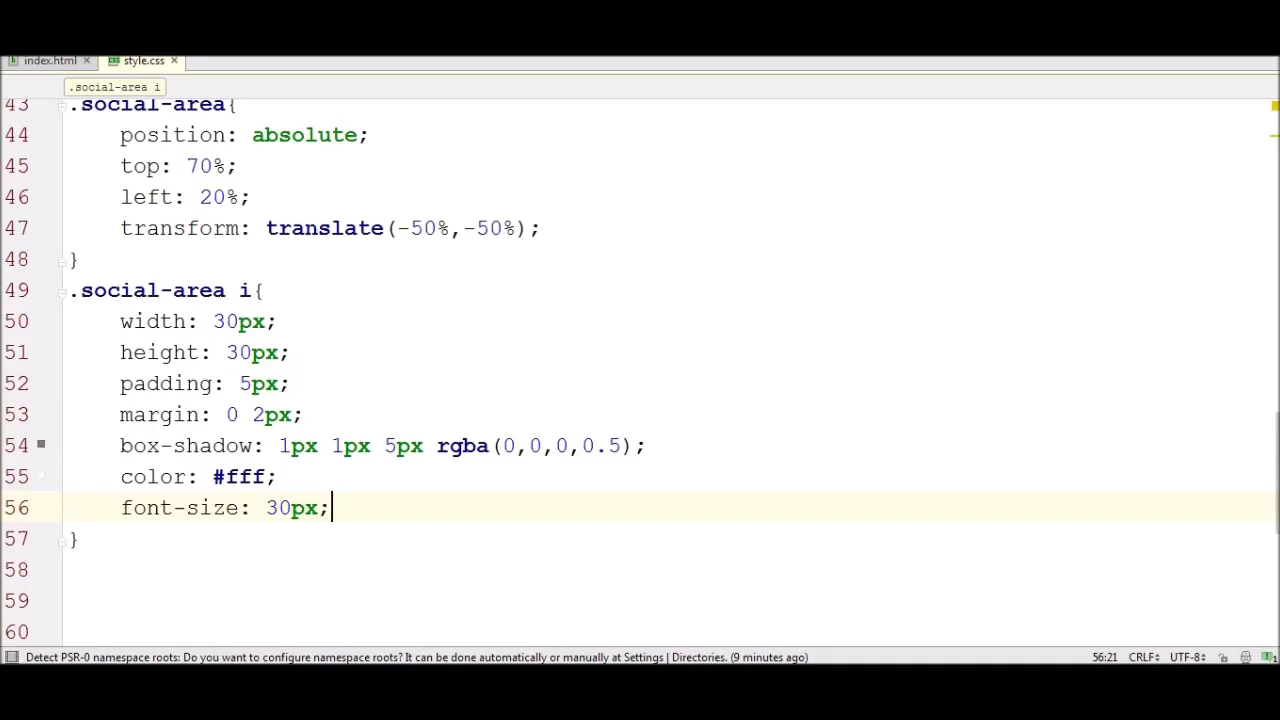 index.html
style.css
.social-area i
43 .social-area{
44 position: absolute;
45 top: 70%;
46 left: 20%;
47 transform: translate(-50%,-50%);
48 }
49 .social-area i{
50 width: 30px;
51 height: 30px;
52 padding: 5px;
53 margin: 0 2px;
54 box-shadow: 1px 1px 5px rgba(0,0,0,0.5);
55 color: #fff;
56 font-size: 30px;
57 }
58
59
60
Detect PSR-0 namespace roots: Do you want to configure namespace roots? It can be done automatically or manually at Settings | Directories. (9 minutes ago) 56:21 CRLF UTF-8 1